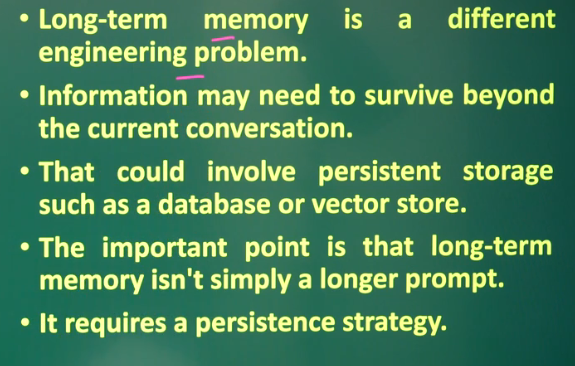 • Long-term memory is a different
engineering problem.
• Information may need to survive beyond
the current conversation.
• That could involve persistent storage
such as a database or vector store.
• The important point is that long-term
memory isn't simply a longer prompt.
• It requires a persistence strategy.